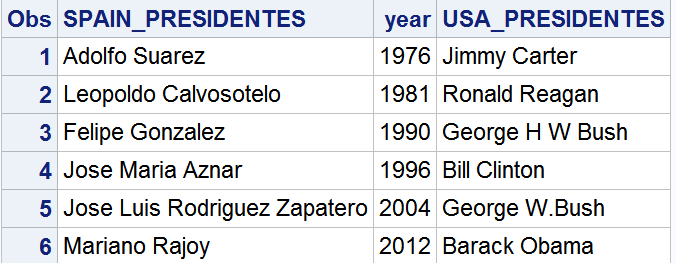 Obs SPAIN_PRESIDENTES year USA_PRESIDENTES
1 Adolfo Suarez 1976 Jimmy Carter
2 Leopoldo Calvosotelo 1981 Ronald Reagan
3 Felipe Gonzalez 1990 George H W Bush
4 Jose Maria Aznar 1996 Bill Clinton
5 Jose Luis Rodriguez Zapatero 2004 George W.Bush
6 Mariano Rajoy 2012 Barack Obama